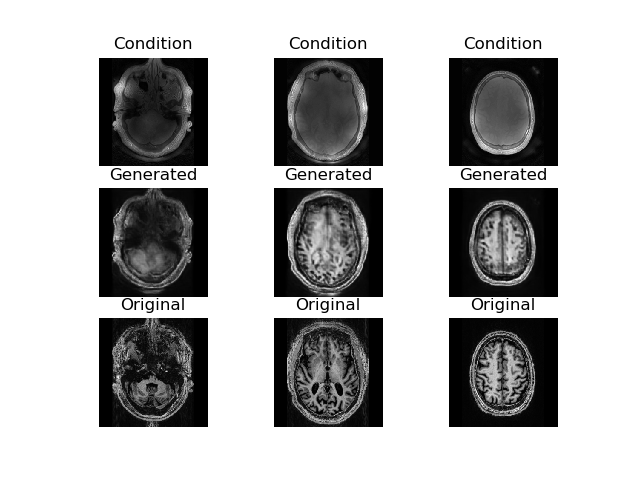 Condition Condition Condition
Generated Generated Generated
Original Original Original